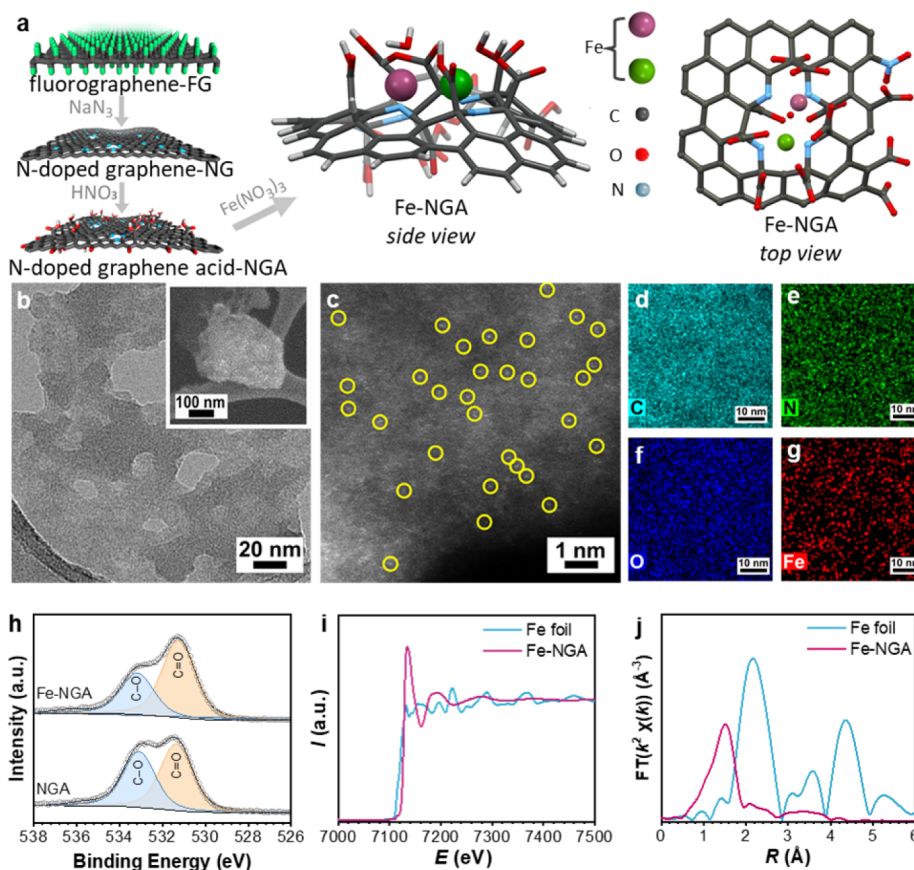 a
fluorographene-FG
NaN₃
N-doped graphene-NG
HNO₃
N-doped graphene acid-NGA
Fe(NO₃)₃
Fe-NGA
side view
Fe
C
O
N
Fe-NGA
top view
b
100 nm
20 nm
c
1 nm
d
C
10 nm
e
N
10 nm
f
O
10 nm
g
Fe
10 nm
h
Intensity (a.u.)
Fe-NGA
C–O
C=O
NGA
C–O
C=O
538 536 534 532 530 528 526
Binding Energy (eV)
i
Fe foil
Fe-NGA
I (a.u.)
7000 7100 7200 7300 7400 7500
E (eV)
j
Fe foil
Fe-NGA
FT(k² χ(k)) (Å⁻³)
0 1 2 3 4 5 6
R (Å)